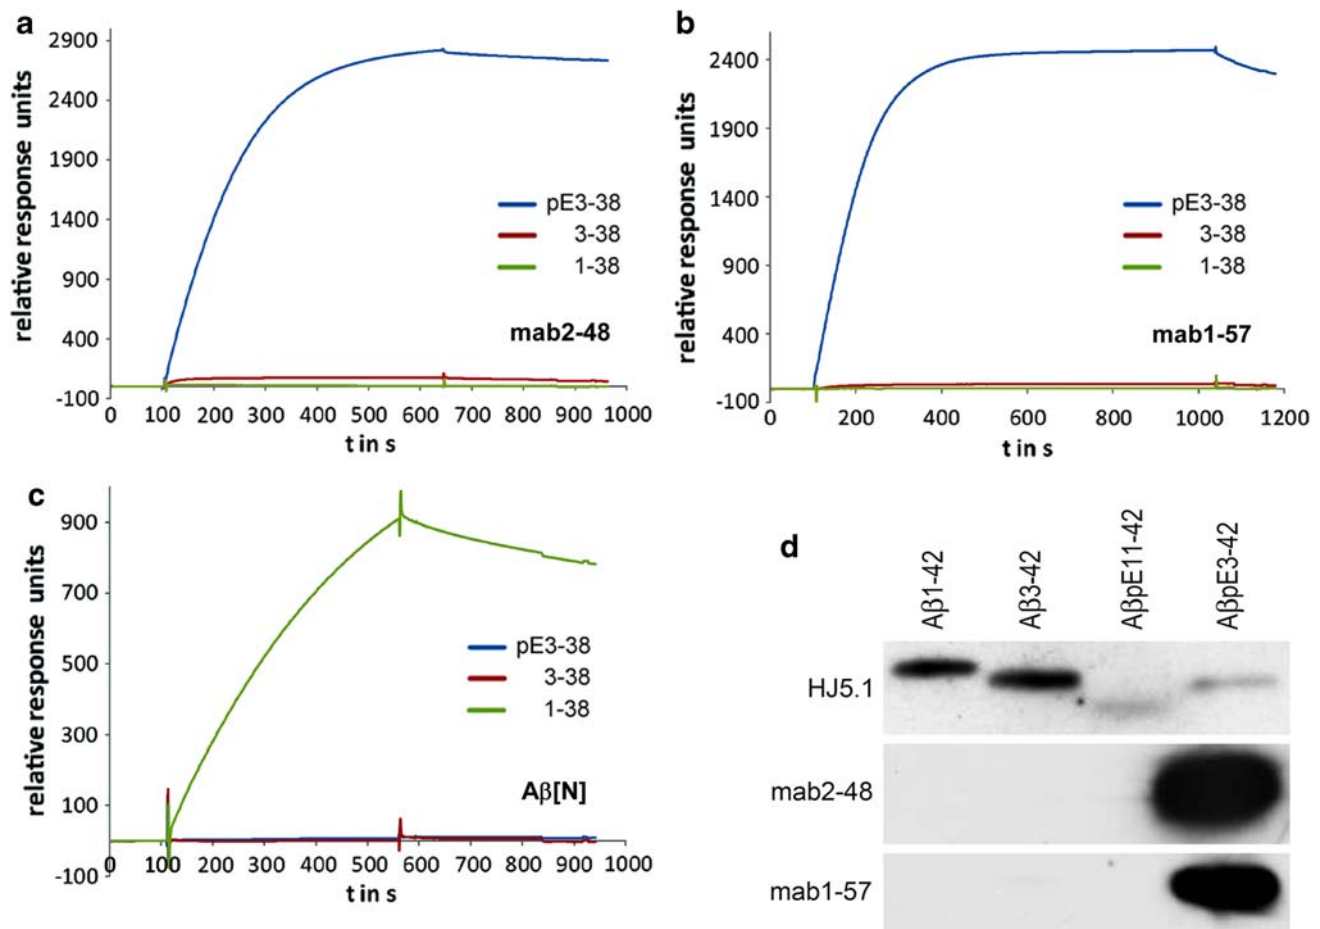 a
relative response units
2900
2400
1900
1400
900
400
-100
0 100 200 300 400 500 600 700 800 900 1000
t in s
pE3-38
3-38
1-38
mab2-48
b
relative response units
2400
1900
1400
900
400
-100
0 200 400 600 800 1000 1200
t in s
pE3-38
3-38
1-38
mab1-57
c
relative response units
900
700
500
300
100
-100
0 100 200 300 400 500 600 700 800 900 1000
t in s
pE3-38
3-38
1-38
Aβ[N]
d
Aβ1-42
Aβ3-42
AβpE11-42
AβpE3-42
HJ5.1
mab2-48
mab1-57